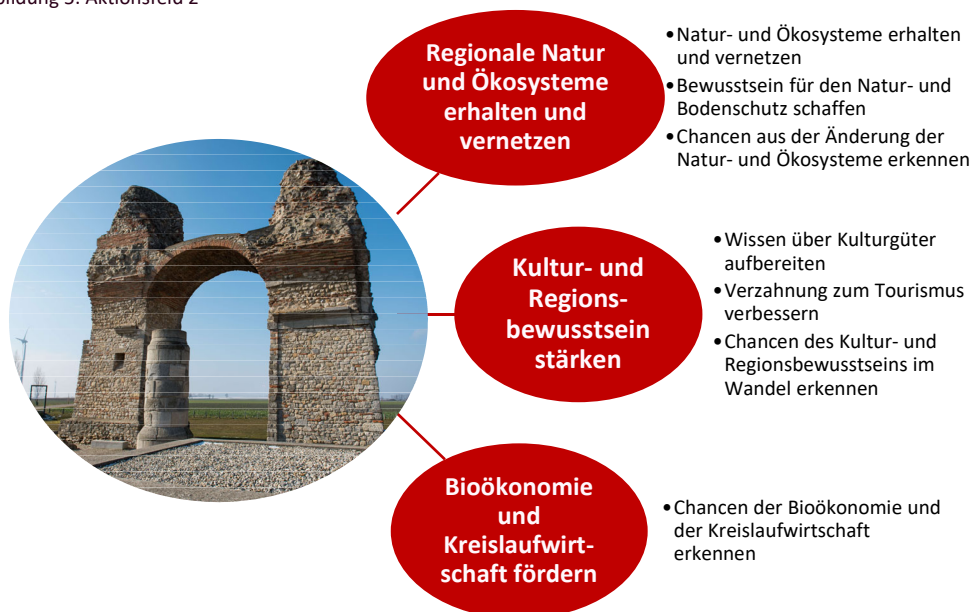 Aktionsfeld 2
Regionale Natur
und Ökosysteme
erhalten und
vernetzen
•Natur- und Ökosysteme erhalten
und vernetzen
•Bewusstsein für den Natur- und
Bodenschutz schaffen
•Chancen aus der Änderung der
Natur- und Ökosysteme erkennen
Kultur- und
Regions-
bewusstsein
stärken
•Wissen über Kulturgüter
aufbereiten
•Verzahnung zum Tourismus
verbessern
•Chancen des Kultur- und
Regionsbewusstseins im
Wandel erkennen
Bioökonomie
und
Kreislaufwirt-
schaft fördern
•Chancen der Bioökonomie und
der Kreislaufwirtschaft
erkennen